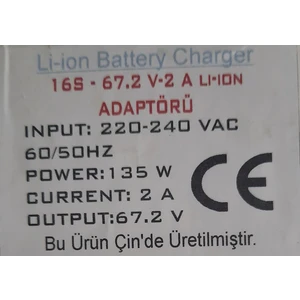 Li-ion Battery Charger
16S - 67.2 V-2 A LI-ION
ADAPTÖRÜ
INPUT: 220-240 VAC
60/50HZ
POWER:135 W
CURRENT: 2 A
OUTPUT:67.2 V
CE
Bu Ürün Çin'de Üretilmiştir.